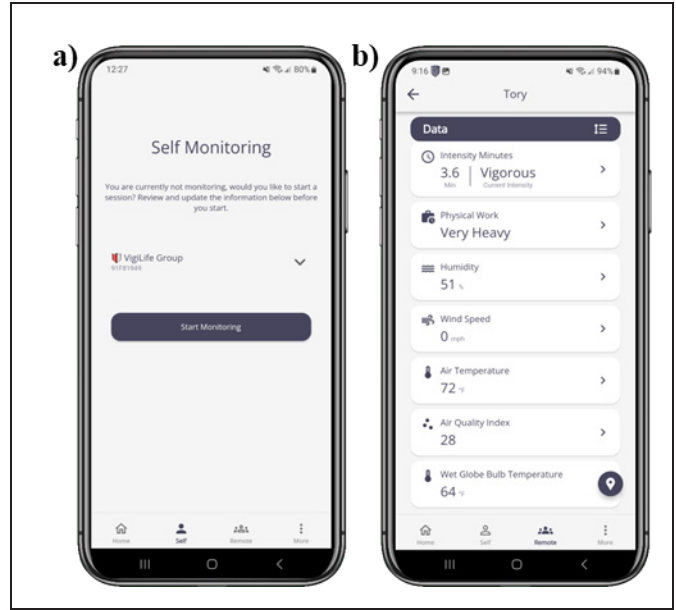 a)
12:27 80%
Self Monitoring
You are currently not monitoring, would you like to start a
session? Review and update the information below before
you start.
VigiLife Group
91F81949
Start Monitoring
Home Self Remote More
b)
9:16 94%
Tory
Data
Intensity Minutes
3.6 Vigorous
Min Current Intensity
Physical Work
Very Heavy
Humidity
51 %
Wind Speed
0 mph
Air Temperature
72 °F
Air Quality Index
28
Wet Globe Bulb Temperature
64 °F
Home Self Remote More